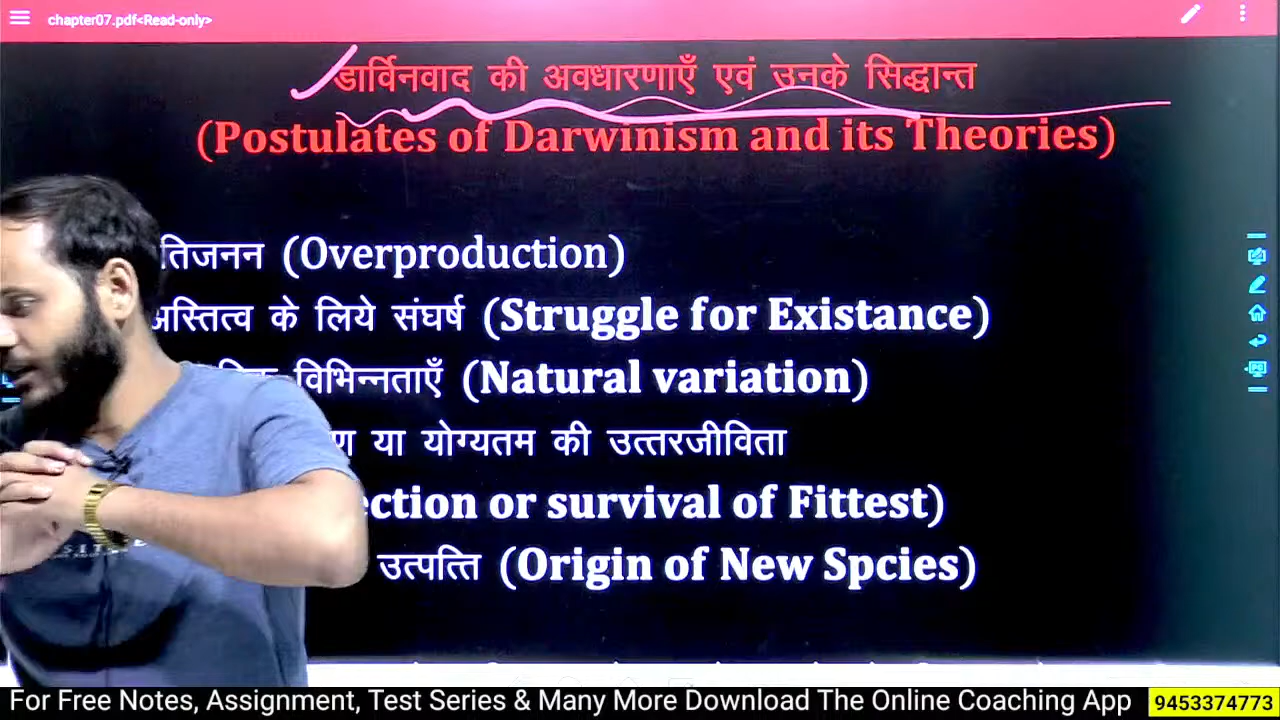 chapter07.pdf<Read-only>
डार्विनवाद की अवधारणाएँ एवं उनके सिद्धान्त
(Postulates of Darwinism and its Theories)
(Overproduction)
अस्तित्व के लिये संघर्ष (Struggle for Existance)
विभिन्नताएँ (Natural variation)
या योग्यतम की उत्तरजीविता
or survival of Fittest)
उत्पत्ति (Origin of New Spcies)
For Free Notes, Assignment, Test Series & Many More Download The Online Coaching App 9453374773